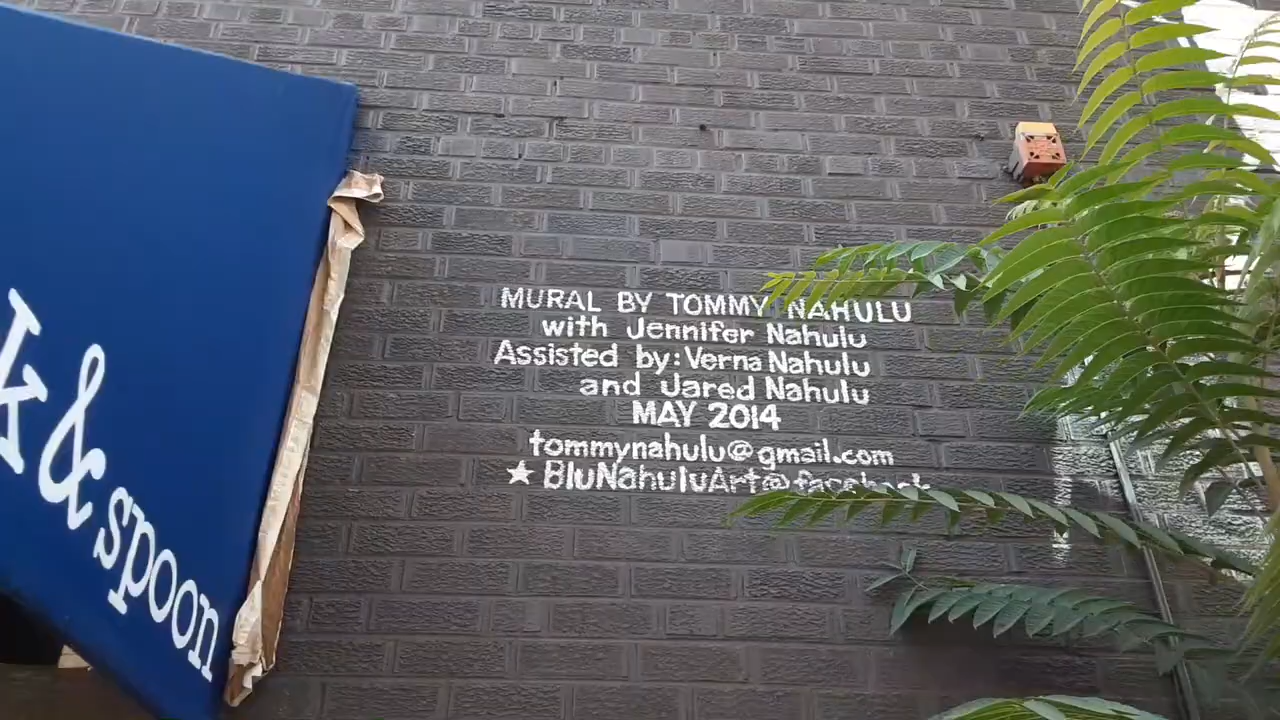 k & spoon
MURAL BY TOMMY NAHULU
with Jennifer Nahulu
Assisted by: Verna Nahulu
and Jared Nahulu
MAY 2014
tommynahulu@gmail.com
★ BluNahuluArt@facebook